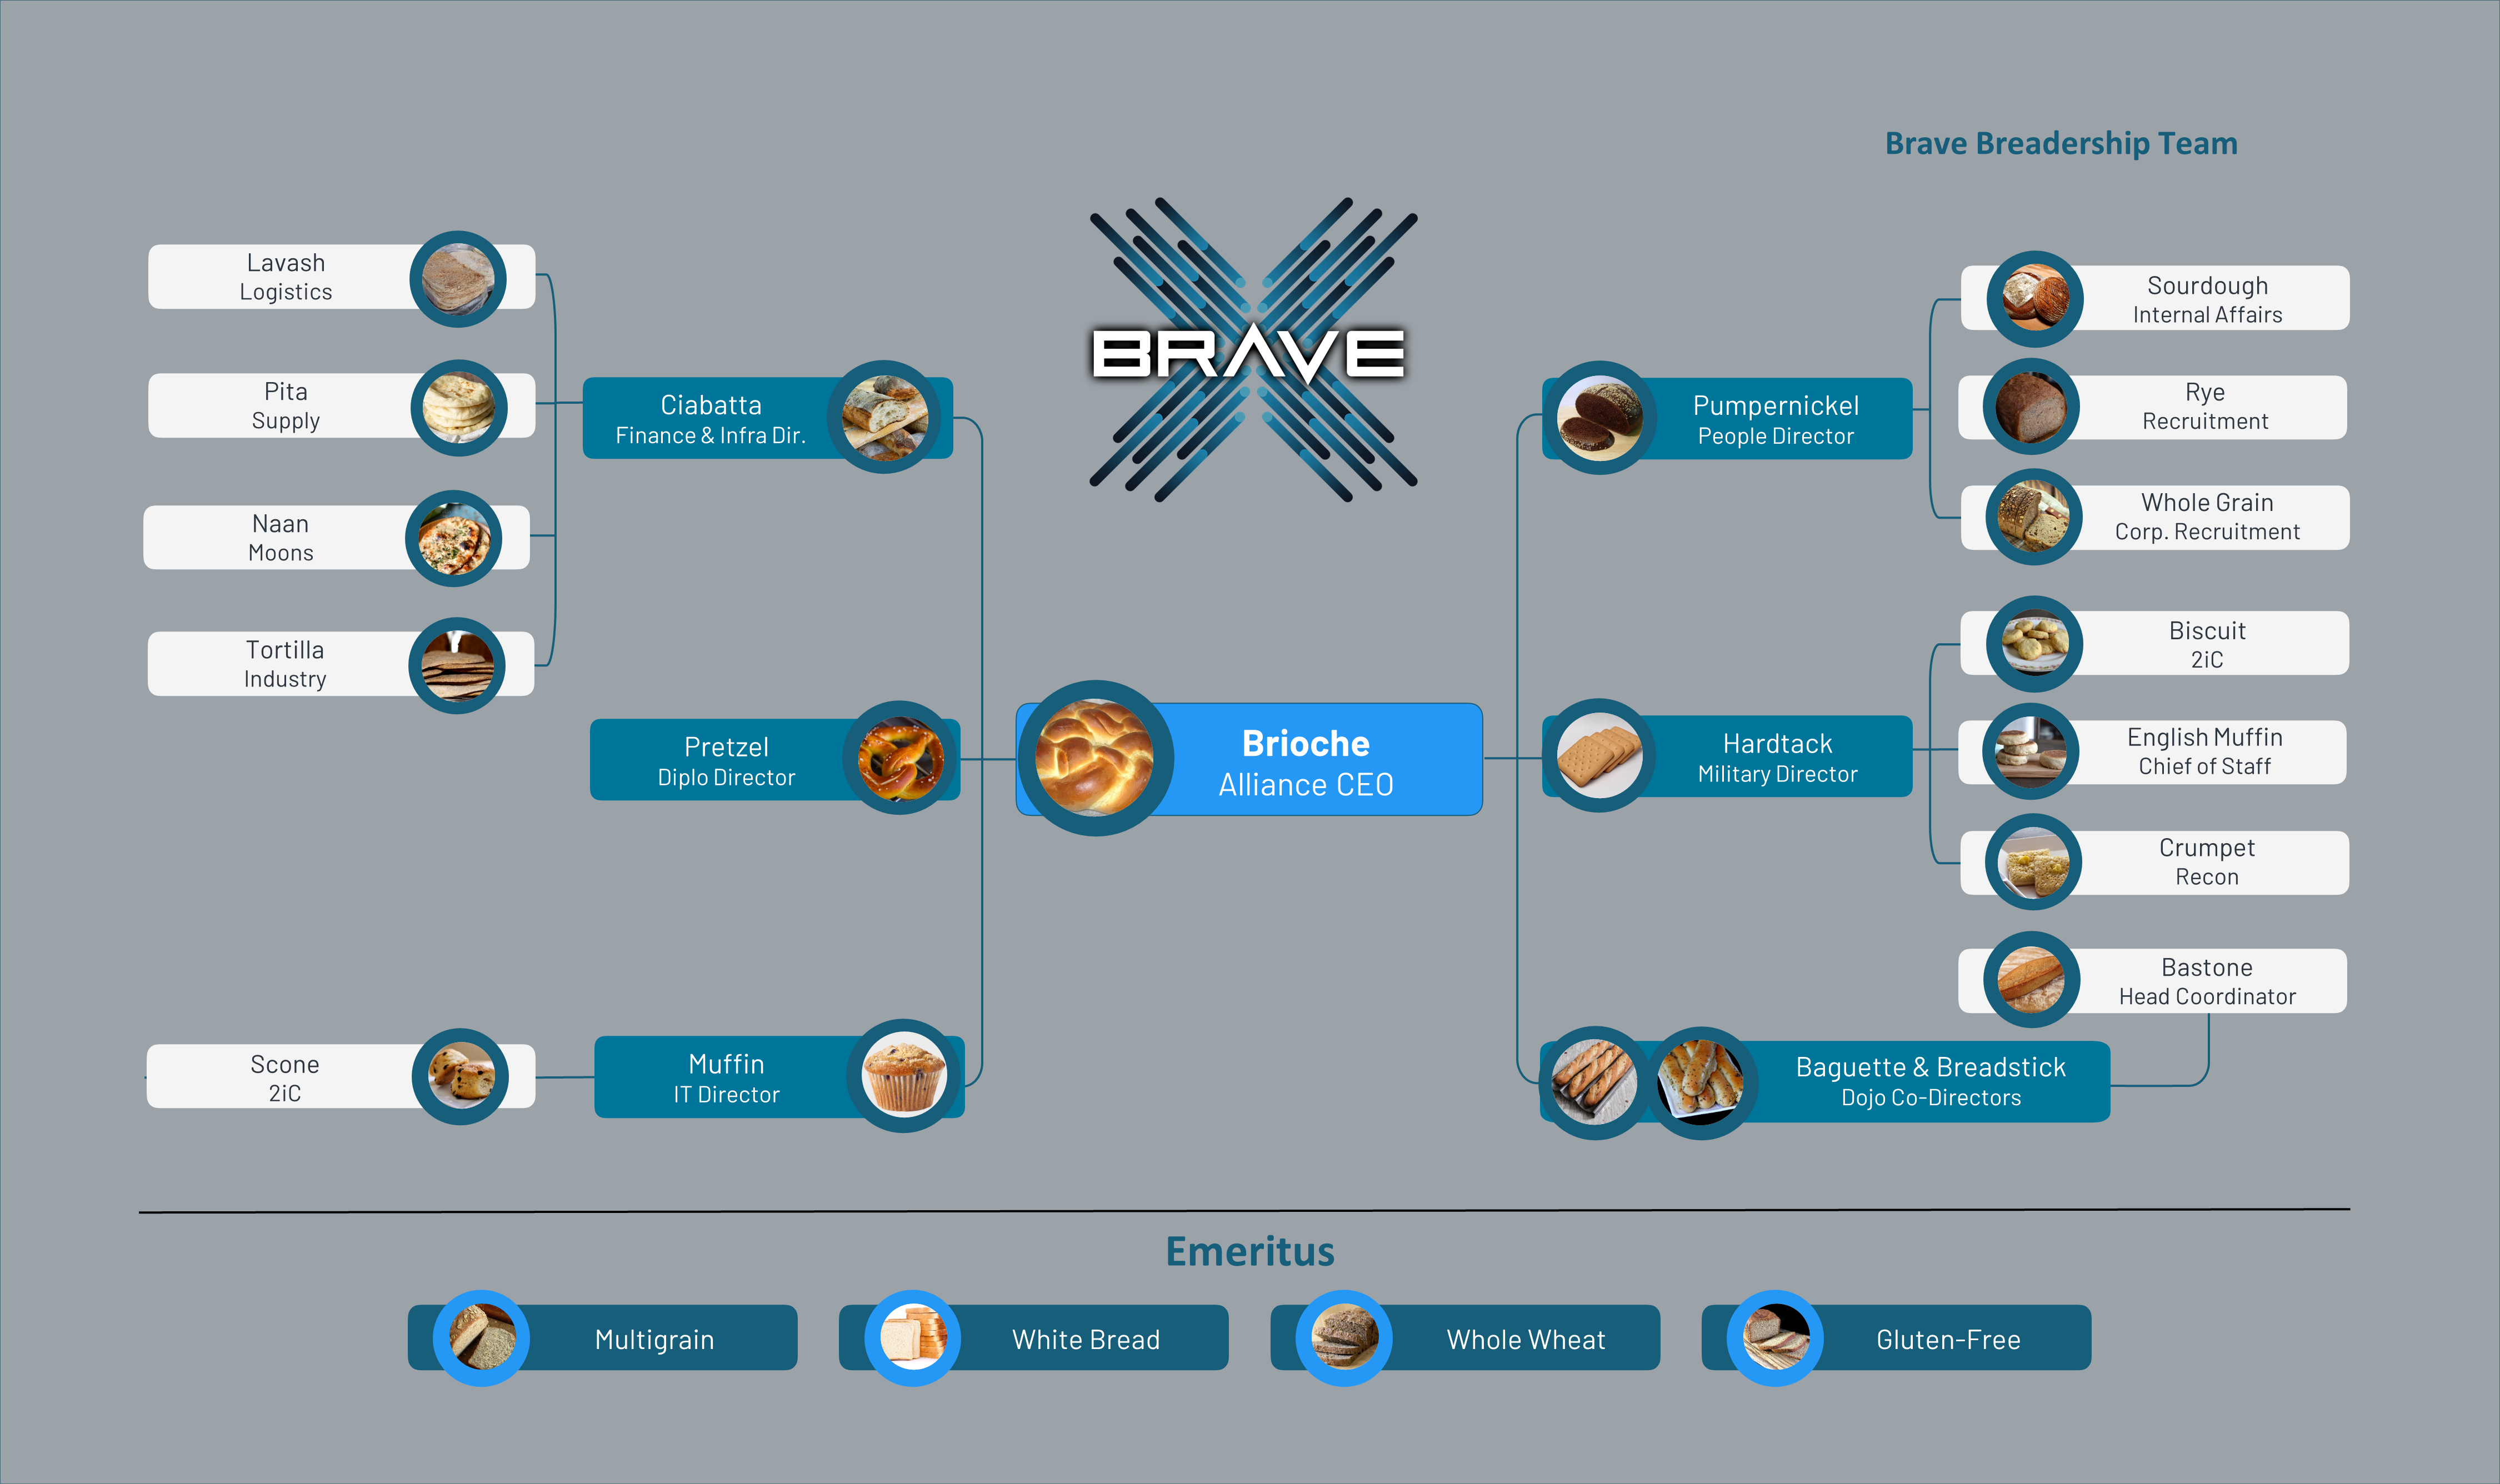 Brave Breadership Team
BRAVE
Lavash
Logistics
Pita
Supply
Naan
Moons
Tortilla
Industry
Ciabatta
Finance & Infra Dir.
Pretzel
Diplo Director
Scone
2iC
Muffin
IT Director
Brioche
Alliance CEO
Pumpernickel
People Director
Sourdough
Internal Affairs
Rye
Recruitment
Whole Grain
Corp. Recruitment
Hardtack
Military Director
Biscuit
2iC
English Muffin
Chief of Staff
Crumpet
Recon
Bastone
Head Coordinator
Baguette & Breadstick
Dojo Co-Directors
Emeritus
Multigrain
White Bread
Whole Wheat
Gluten-Free